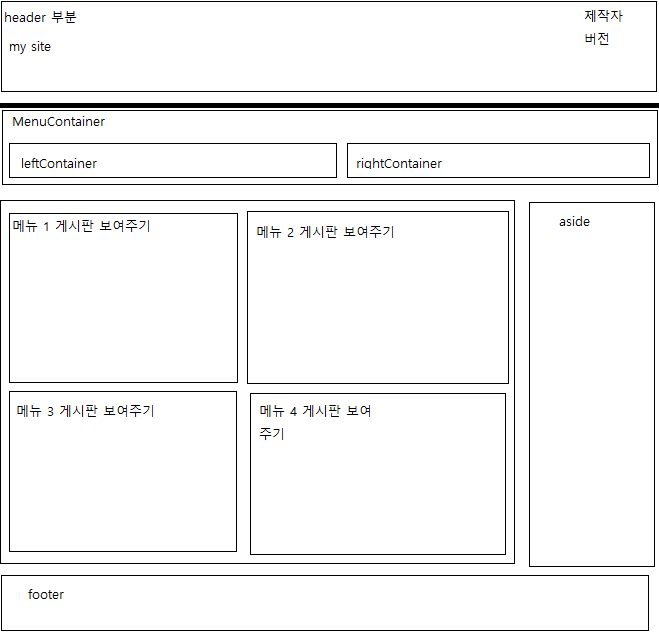 header 부분
제작자
my site
버전
MenuContainer
leftContainer
rightContainer
메뉴 1 게시판 보여주기
메뉴 2 게시판 보여주기
aside
메뉴 3 게시판 보여주기
메뉴 4 게시판 보여
주기
footer